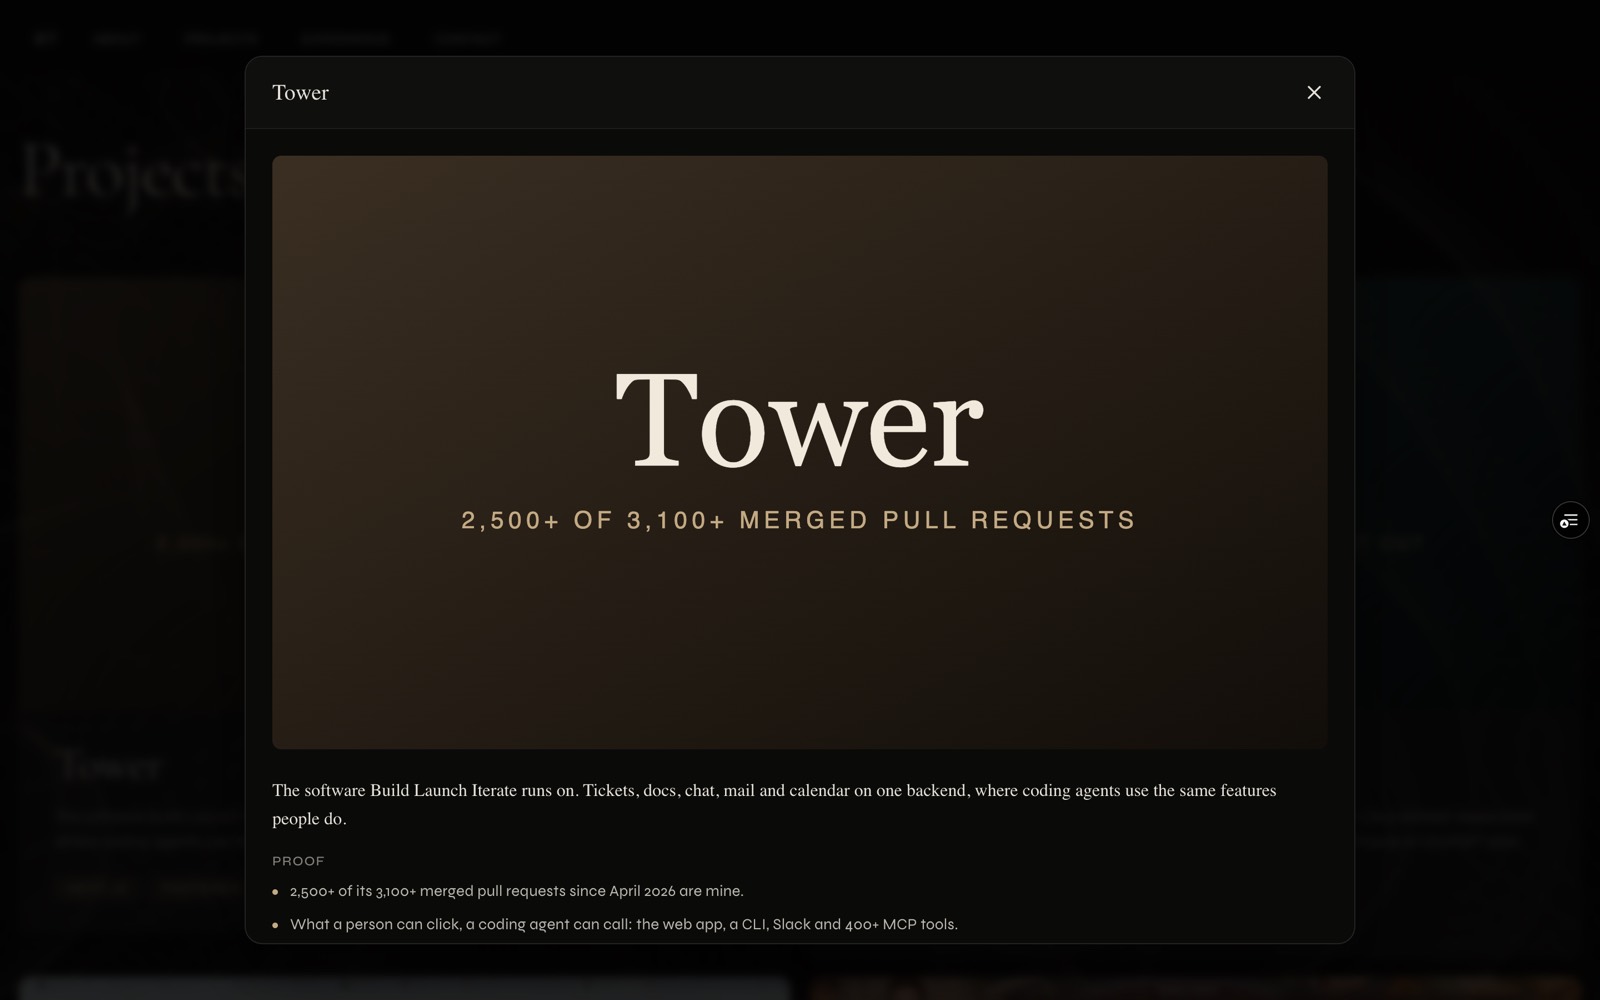 Projects
Tower
Tower
2,500+ OF 3,100+ MERGED PULL REQUESTS
Tower
The software Build Launch Iterate runs on. Tickets, docs, chat, mail and calendar on one backend, where coding agents use the same features
people do.
PROOF
2,500+ of its 3,100+ merged pull requests since April 2026 are mine.
What a person can click, a coding agent can call: the web app, a CLI, Slack and 400+ MCP tools.